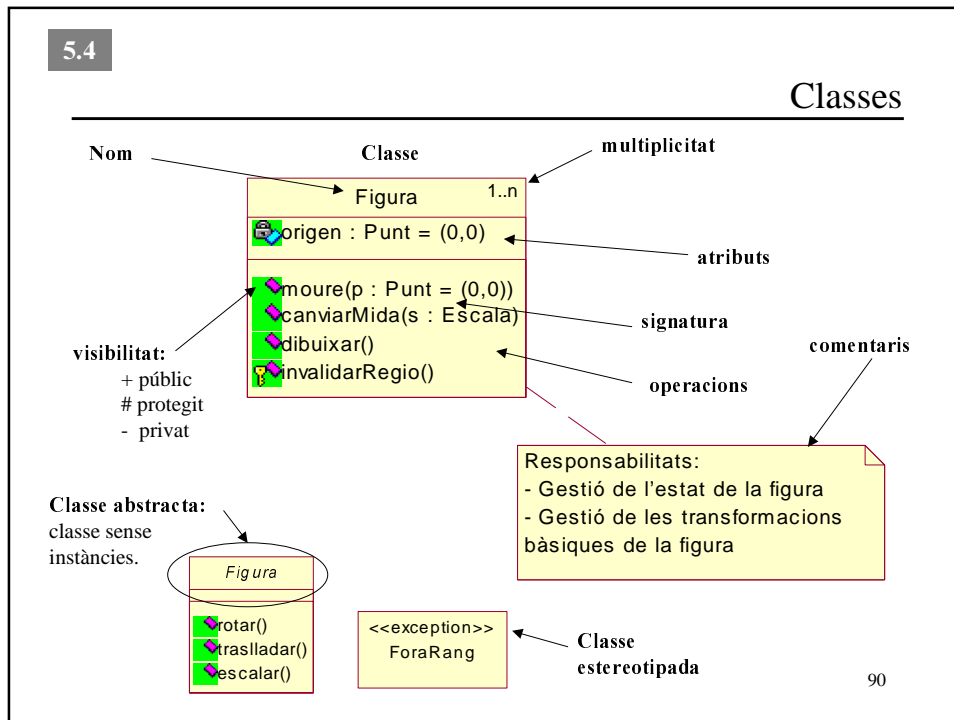 5.4
Classes
Nom
Classe
multiplicitat
Figura
1..n
origen : Punt = (0,0)
atributs
moure(p : Punt = (0,0))
canviarMida(s : Escala)
dibuixar()
invalidarRegio()
signatura
operacions
visibilitat:
+ públic
# protegit
- privat
comentaris
Responsabilitats:
- Gestió de l'estat de la figura
- Gestió de les transformacions
bàsiques de la figura
Classe abstracta:
classe sense
instàncies.
Figura
rotar()
traslladar()
escalar()
<<exception>>
ForaRang
Classe
estereotipada
90